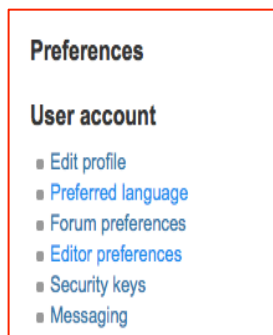 Preferences
User account
Edit profile
Preferred language
Forum preferences
Editor preferences
Security keys
Messaging